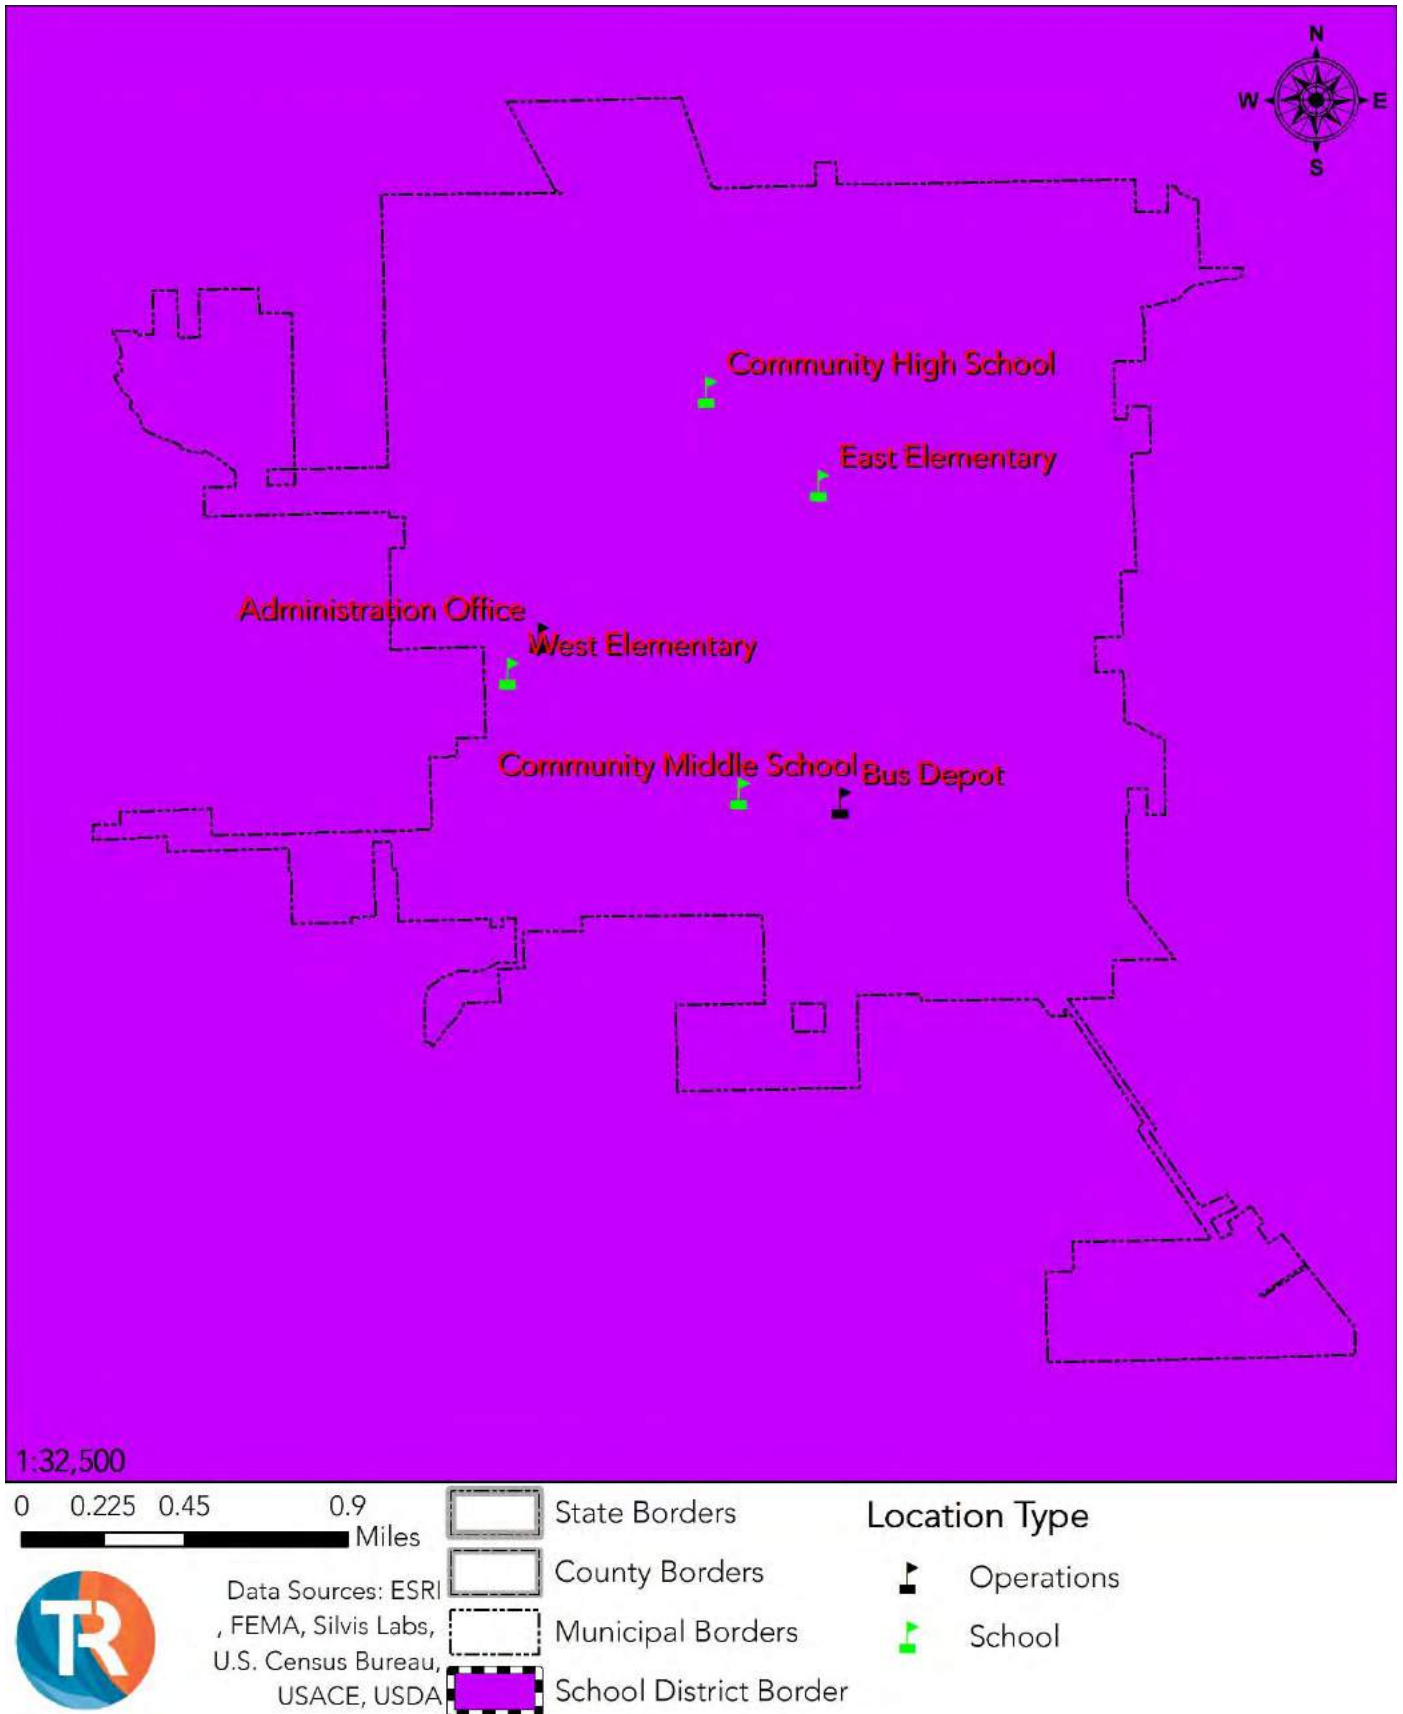 N
W E
S
Community High School
East Elementary
Administration Office
West Elementary
Community Middle School
Bus Depot
1:32,500
0 0.225 0.45 0.9
Miles
State Borders
County Borders
Municipal Borders
School District Border
Location Type
Operations
School
Data Sources: ESRI
, FEMA, Silvis Labs,
U.S. Census Bureau,
USACE, USDA
TR